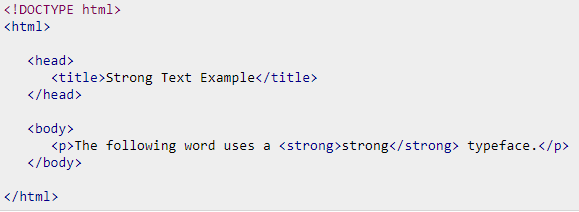 <!DOCTYPE html>
<html>
<head>
<title>Strong Text Example</title>
</head>
<body>
<p>The following word uses a <strong>strong</strong> typeface.</p>
</body>
</html>